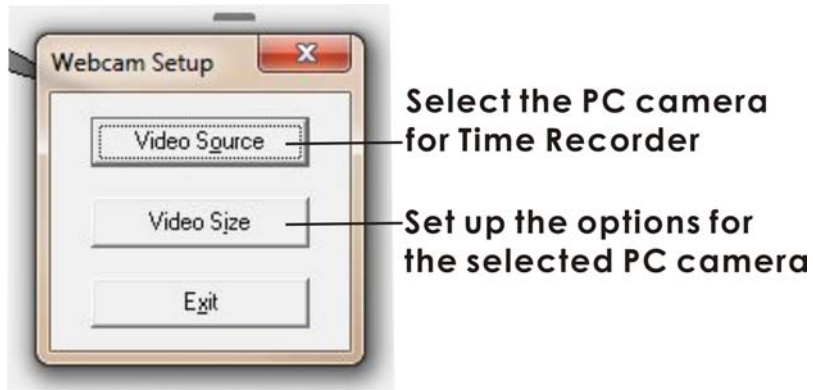 Webcam Setup
Video Source
Select the PC camera
for Time Recorder
Video Size
Set up the options for
the selected PC camera
Exit